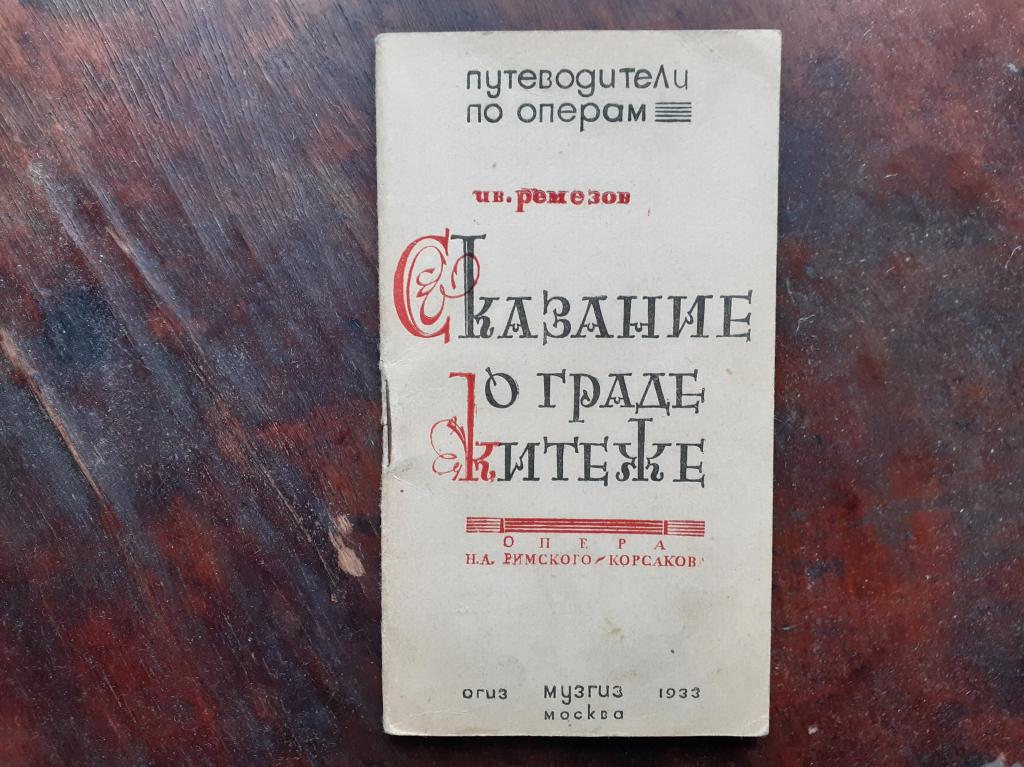 путеводители
по операм
ив. ремезов
Сказание
о граде
Китеже
ОПЕРА
Н.А. РИМСКОГО-КОРСАКОВА
огиз музгиз 1933
москва